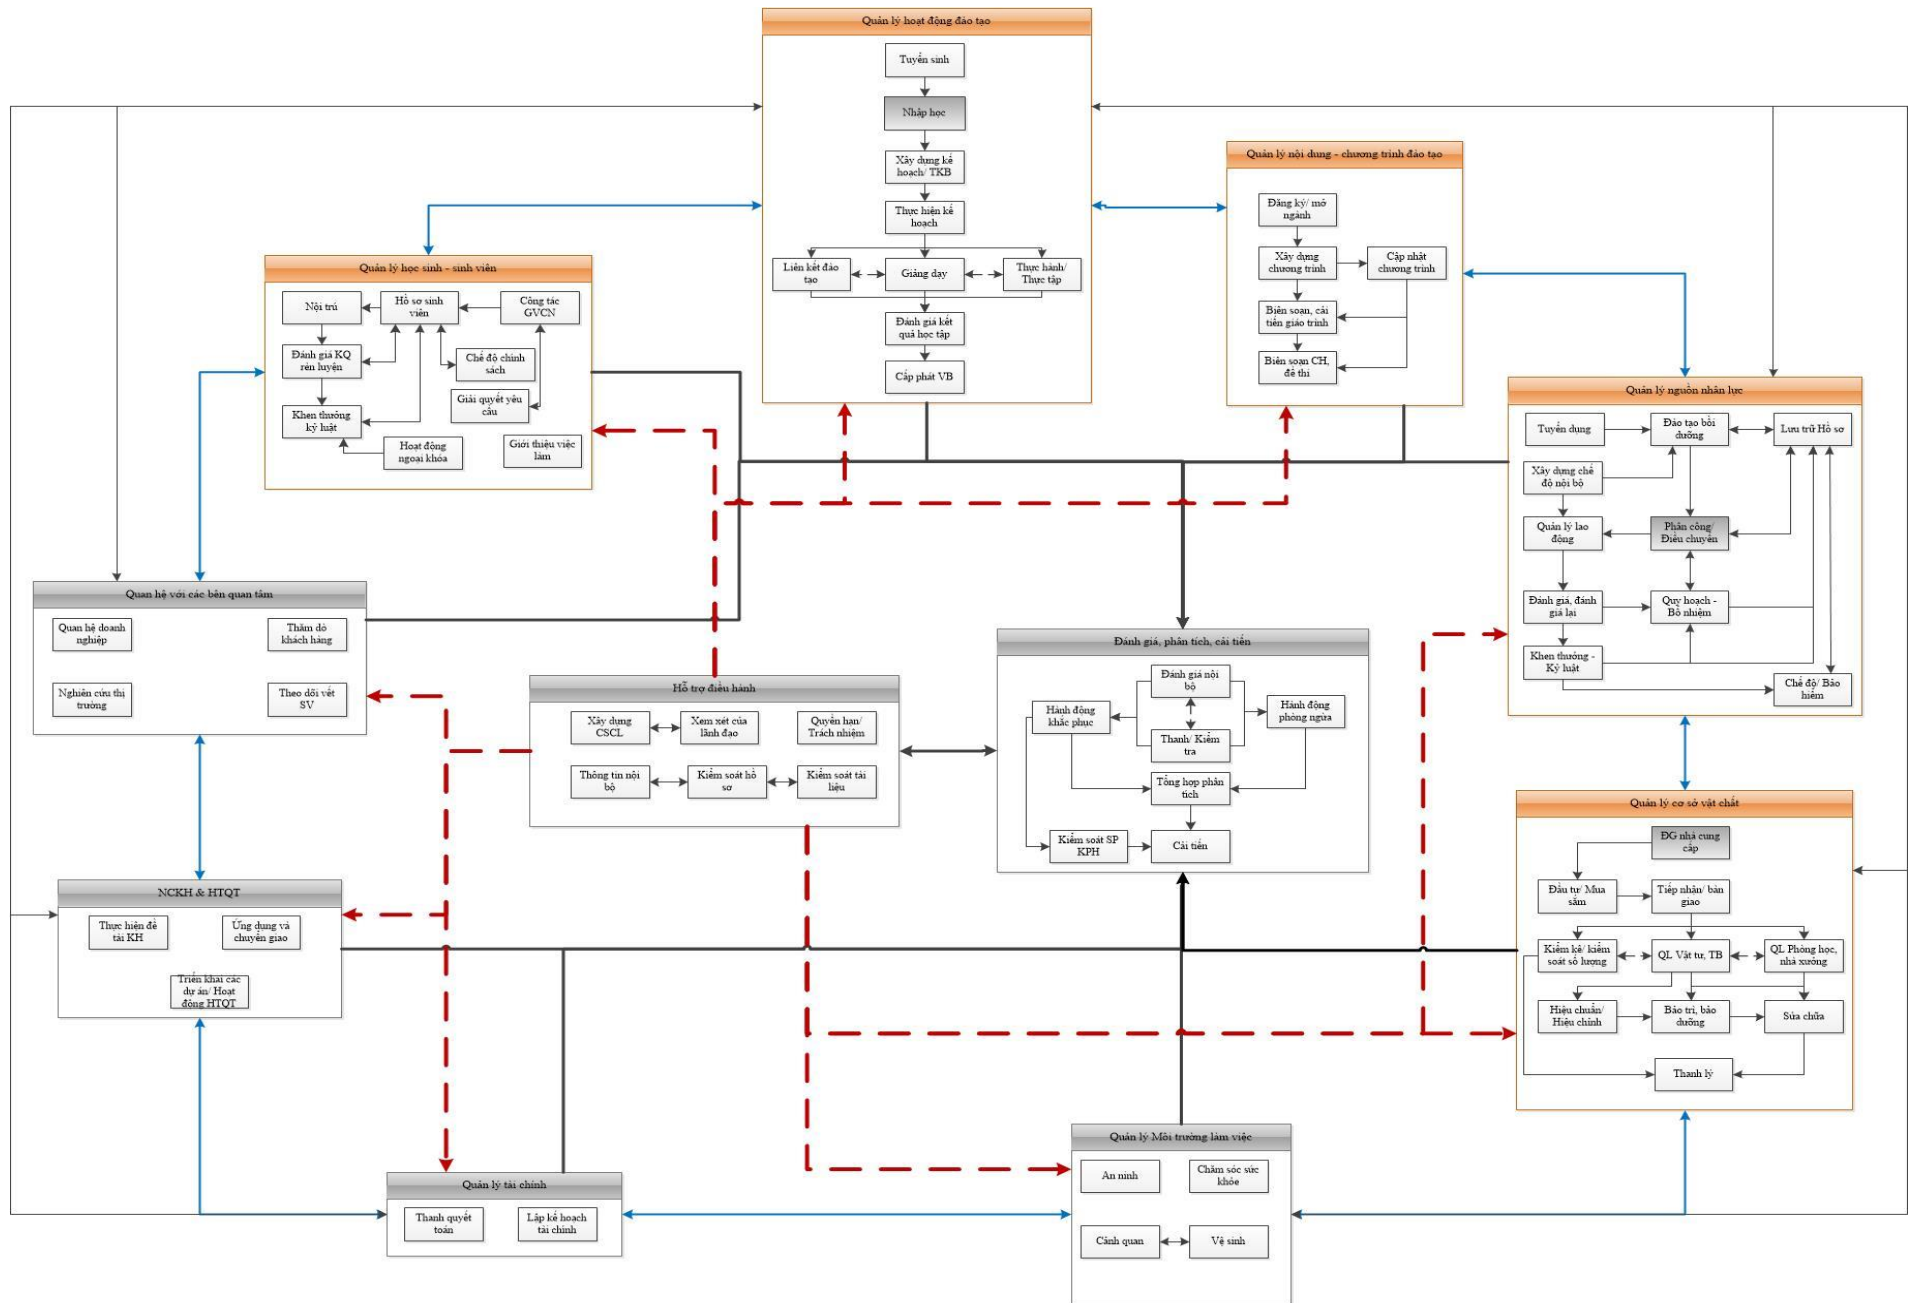 Quản lý hoạt động đào tạo
Tuyển sinh
Nhập học
Xây dựng kế
hoạch/ TKB
Thực hiện kế
hoạch
Liên kết đào
tạo
Giảng dạy
Thực hành/
Thực tập
Đánh giá kết
quả học tập
Cấp phát VB
Quản lý nội dung - chương trình đào tạo
Đăng ký/ mở
ngành
Xây dựng
chương trình
Cập nhật
chương trình
Biên soạn, cải
tiến giáo trình
Biên soạn CH,
đề thi
Quản lý học sinh - sinh viên
Nội trú
Hồ sơ sinh
viên
Công tác
GVCN
Đánh giá KQ
rèn luyện
Chế độ chính
sách
Giải quyết yêu
cầu
Khen thưởng
kỷ luật
Hoạt động
ngoại khóa
Giới thiệu việc
làm
Quản lý nguồn nhân lực
Tuyển dụng
Đào tạo bồi
dưỡng
Lưu trữ Hồ sơ
Xây dựng chế
độ nội bộ
Quản lý lao
động
Phân công/
Điều chuyển
Đánh giá, đánh
giá lại
Quy hoạch -
Bổ nhiệm
Khen thưởng -
Kỷ luật
Chế độ/ Bảo
hiểm
Quan hệ với các bên quan tâm
Quan hệ doanh
nghiệp
Thăm dò
khách hàng
Nghiên cứu thị
trường
Theo dõi vết
SV
Hỗ trợ điều hành
Xây dựng
CSCL
Xem xét của
lãnh đạo
Quyền hạn/
Trách nhiệm
Thông tin nội
bộ
Kiểm soát hồ
sơ
Kiểm soát tài
liệu
Đánh giá, phân tích, cải tiến
Đánh giá nội
bộ
Hành động
khắc phục
Hành động
phòng ngừa
Thanh/ Kiểm
tra
Tổng hợp phân
tích
Kiểm soát SP
KPH
Cải tiến
Quản lý cơ sở vật chất
ĐG nhà cung
cấp
Đầu tư/ Mua
sắm
Tiếp nhận/ bàn
giao
Kiểm kê/ kiểm
soát số lượng
QL Vật tư, TB
QL Phòng học,
nhà xưởng
Hiệu chuẩn/
Hiệu chỉnh
Bảo trì, bảo
dưỡng
Sửa chữa
Thanh lý
NCKH & HTQT
Thực hiện đề
tài KH
Ứng dụng và
chuyển giao
Triển khai các
dự án/ Hoạt
động HTQT
Quản lý tài chính
Thanh quyết
toán
Lập kế hoạch
tài chính
Quản lý Môi trường làm việc
An ninh
Chăm sóc sức
khỏe
Cảnh quan
Vệ sinh